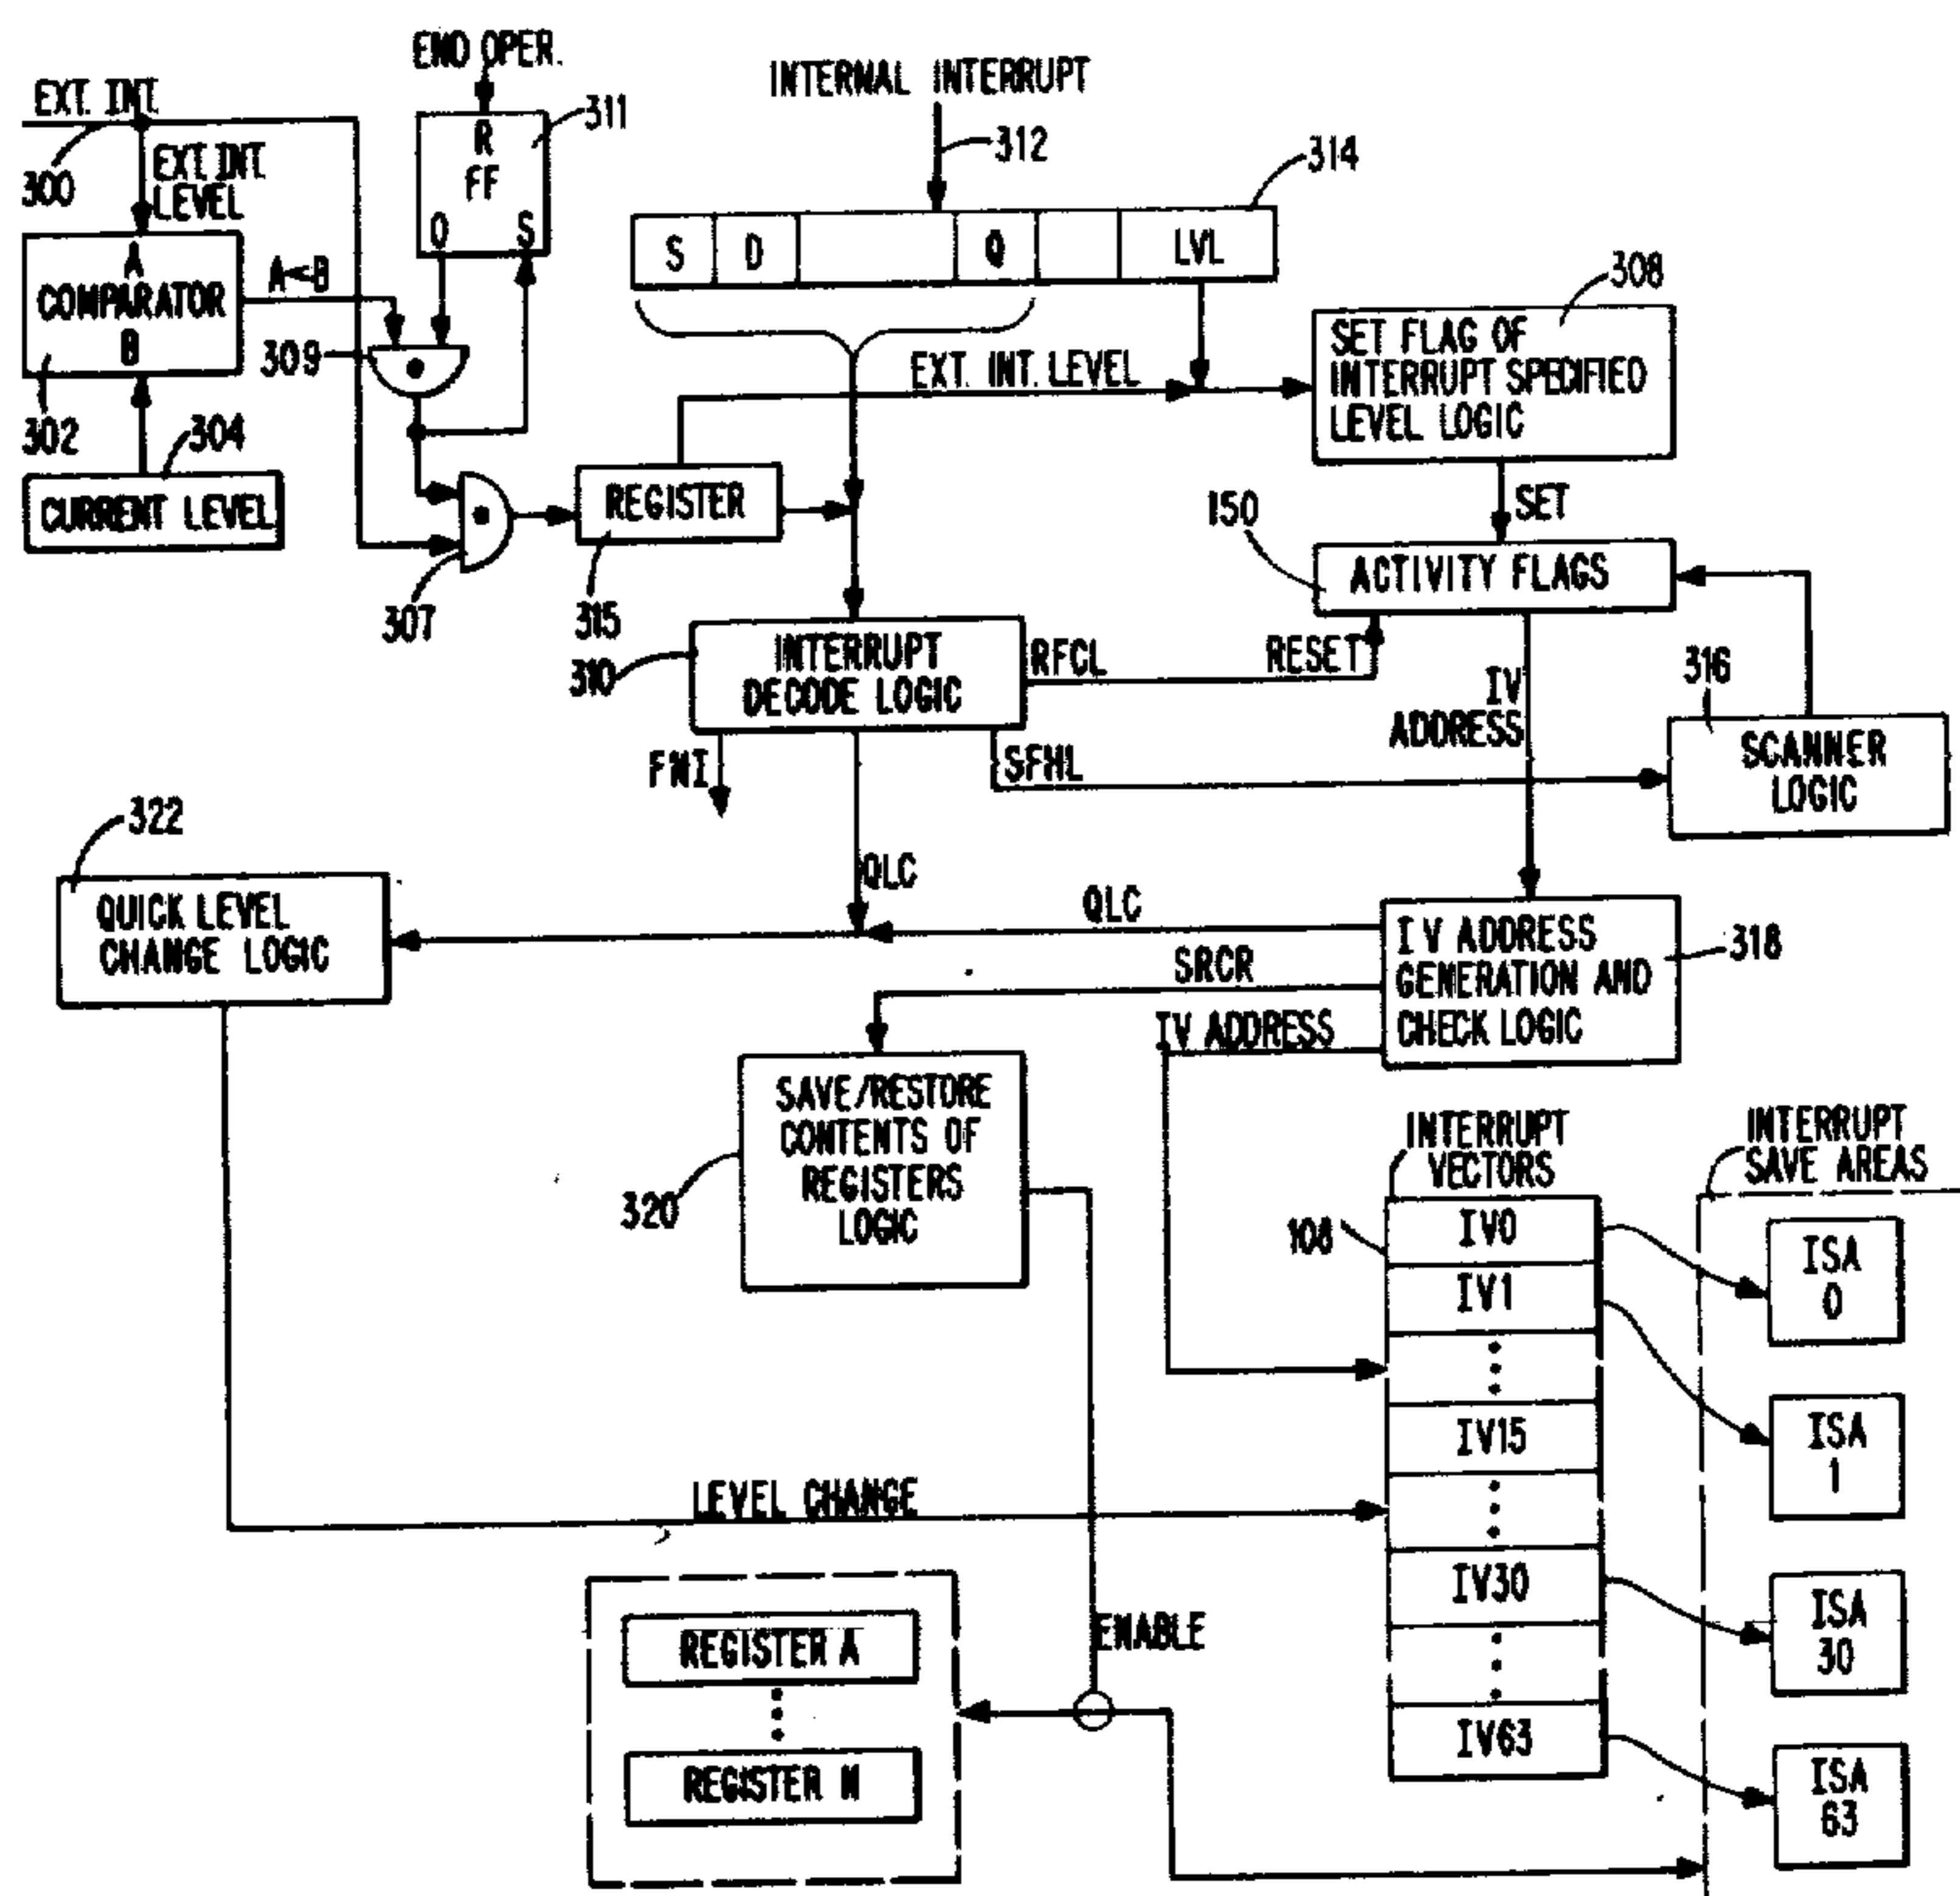 END OPER.
INTERNAL INTERRUPT
EXT. INT.
311
R
FF
Q
S
312
314
300
EXT. INT.
LEVEL
S
D
Q
LVL
308
A
COMPARATOR
B
A<B
309
SET FLAG OF
INTERRUPT SPECIFIED
LEVEL LOGIC
EXT. INT. LEVEL
302
304
CURRENT LEVEL
REGISTER
SET
150
ACTIVITY FLAGS
307
315
INTERRUPT
DECODE LOGIC
310
RFCL
RESET
IV
ADDRESS
316
SCANNER
LOGIC
FNI
SFHL
322
QLC
QLC
QUICK LEVEL
CHANGE LOGIC
IV ADDRESS
GENERATION AND
CHECK LOGIC
318
SRCR
IV ADDRESS
SAVE/RESTORE
CONTENTS OF
REGISTERS
LOGIC
320
INTERRUPT
VECTORS
INTERRUPT
SAVE AREAS
108
IV0
IV1
IV15
IV30
IV63
ISA
0
ISA
1
ISA
30
ISA
63
LEVEL CHANGE
ENABLE
REGISTER A
REGISTER N